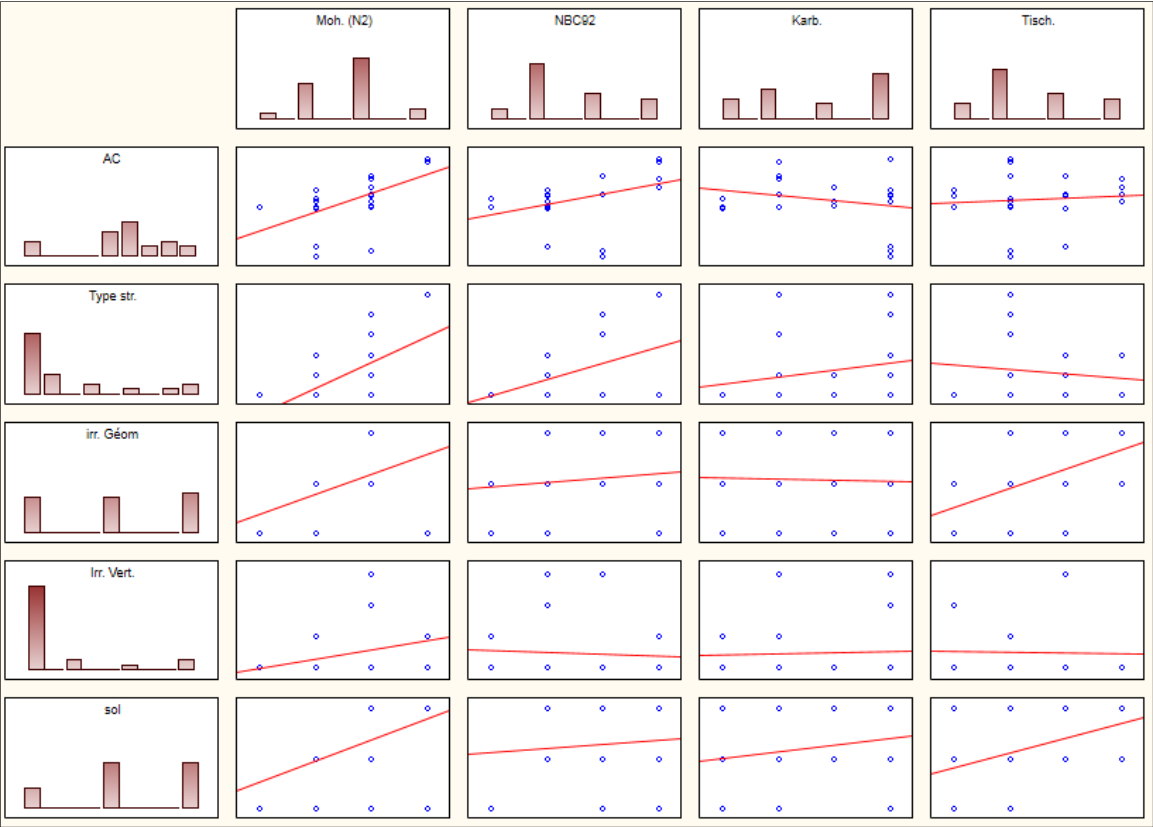 Moh. (N2)
NBC92
Karb.
Tisch.
AC
Type str.
irr. Géom
Irr. Vert.
sol